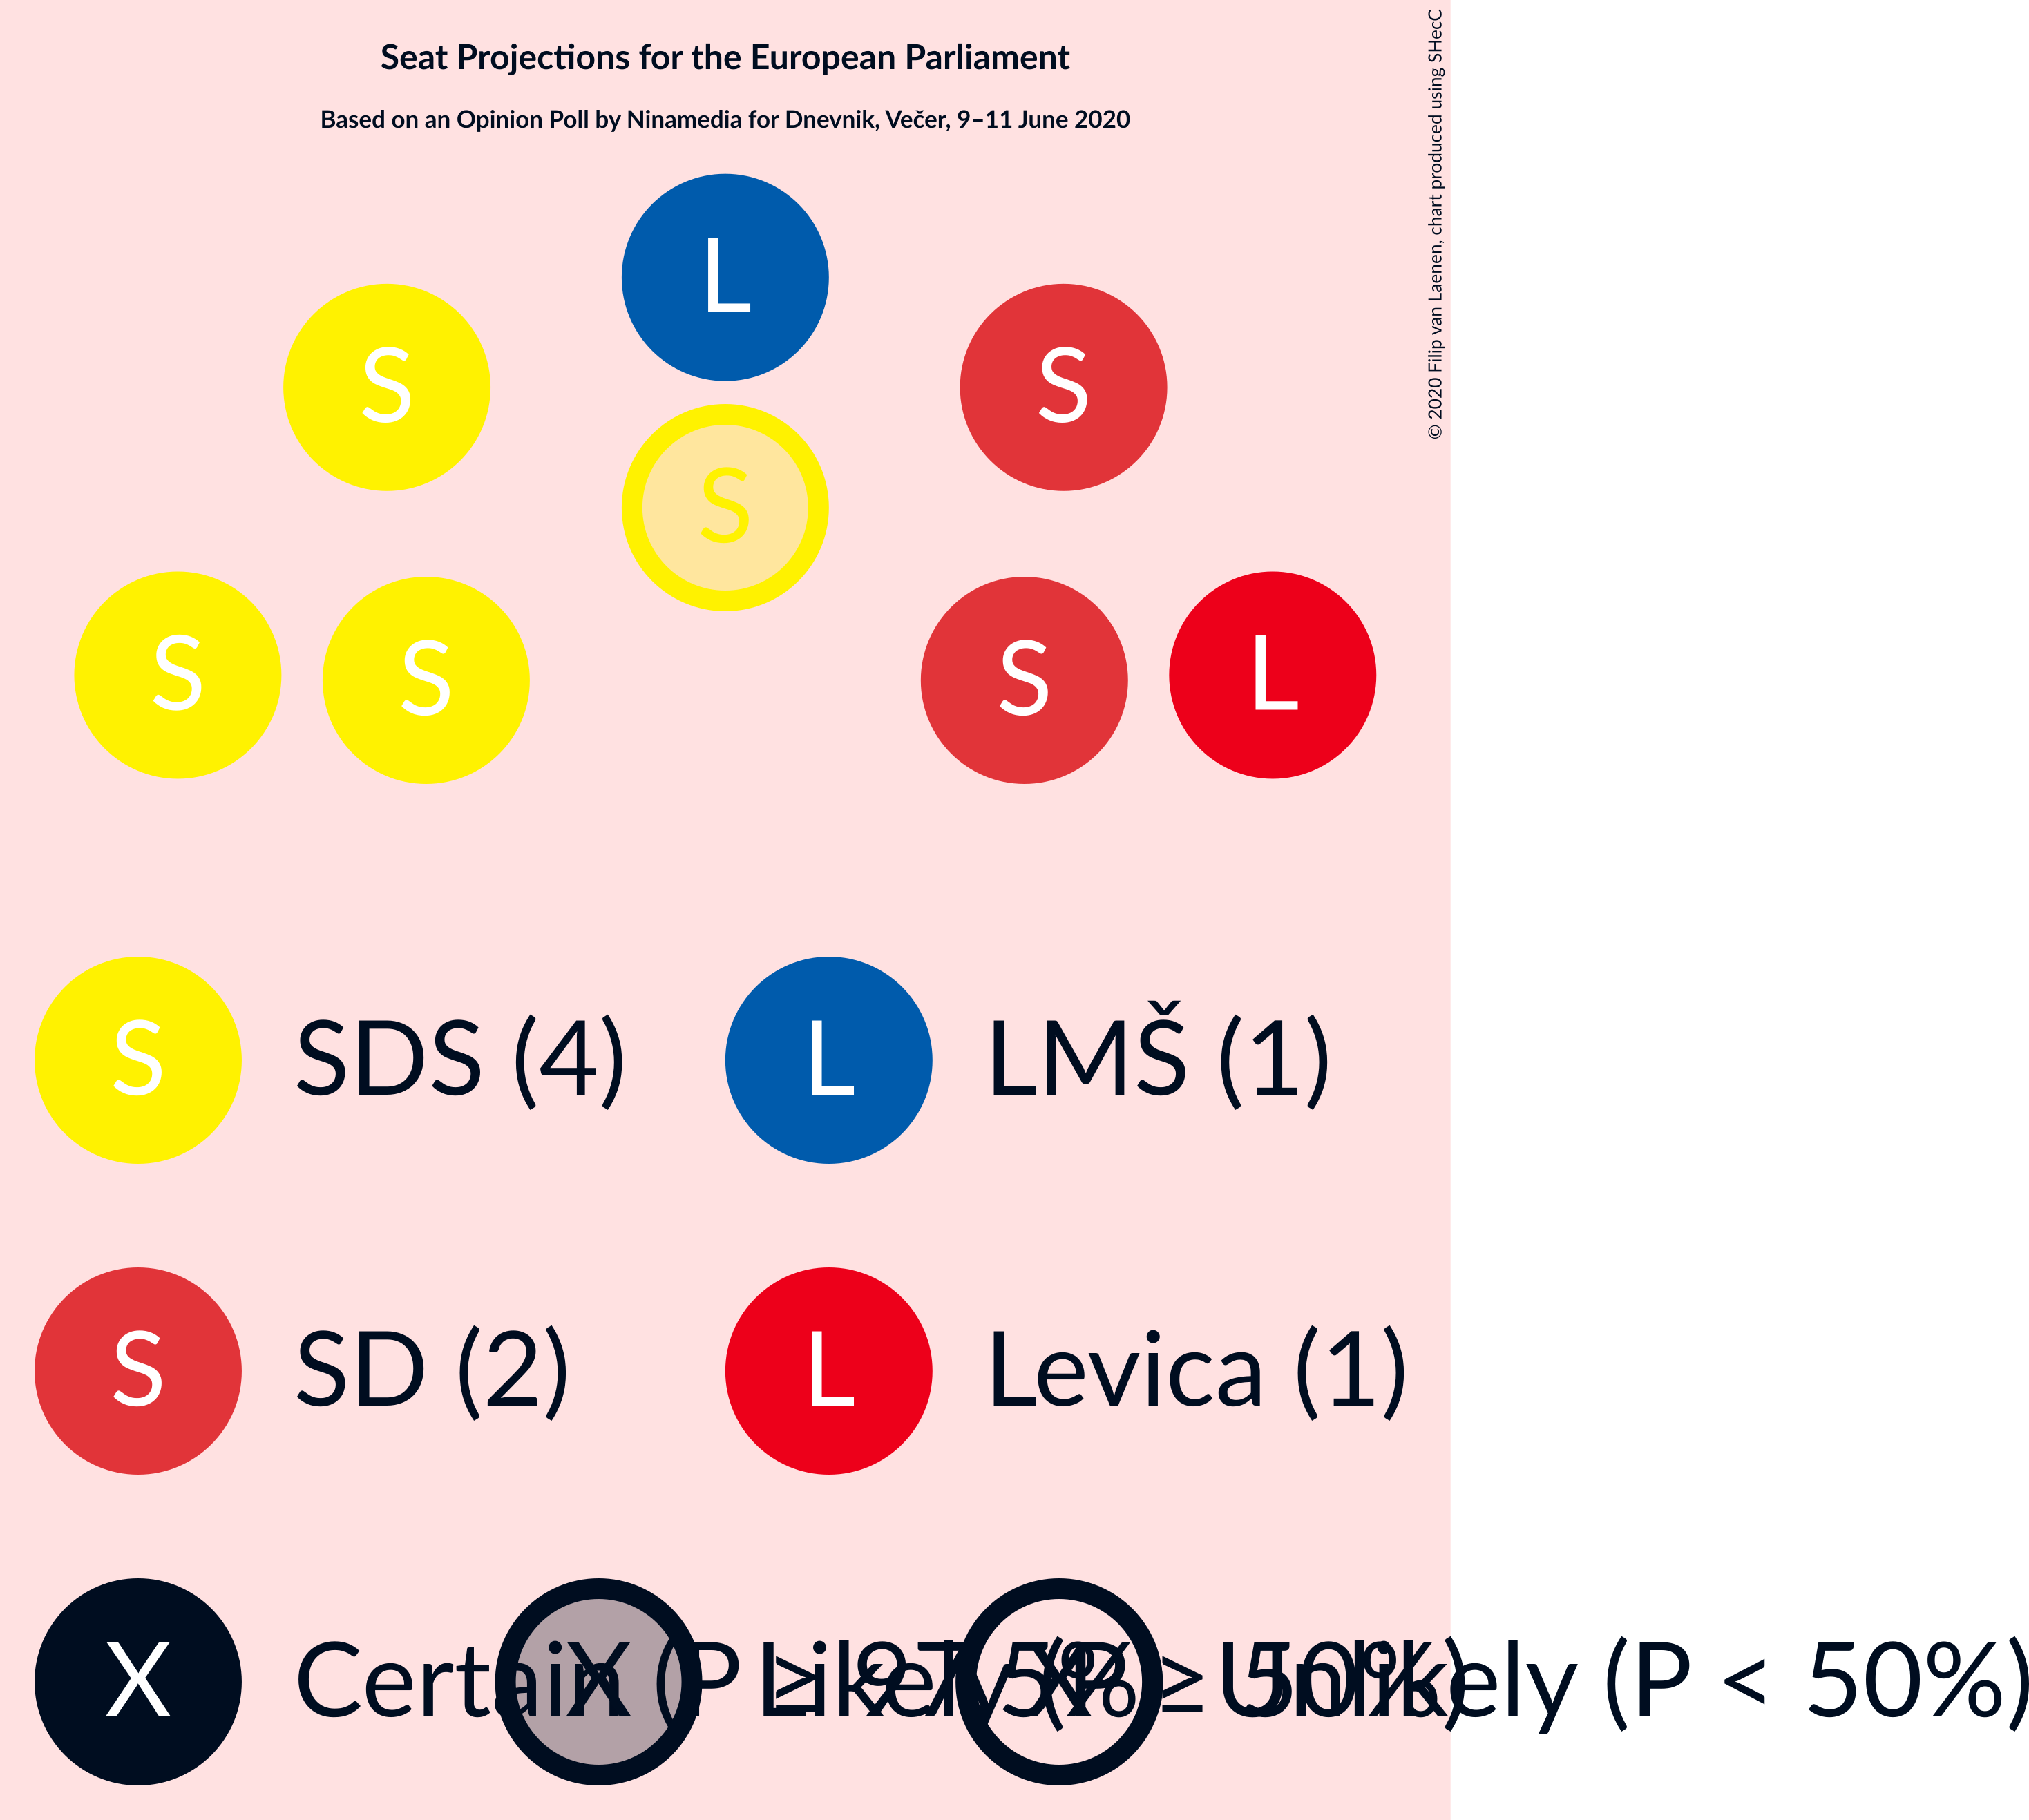 Seat Projections for the European Parliament
Based on an Opinion Poll by Ninamedia for Dnevnik, Večer, 9–11 June 2020
© 2020 Filip van Laenen, chart produced using SHecC
L
S
S
S
S
S
S
L
S SDS (4)
L LMŠ (1)
S SD (2)
L Levica (1)
X Certain (P ≥ 97.5%)
X Likely (P ≥ 50%)
X Unlikely (P < 50%)